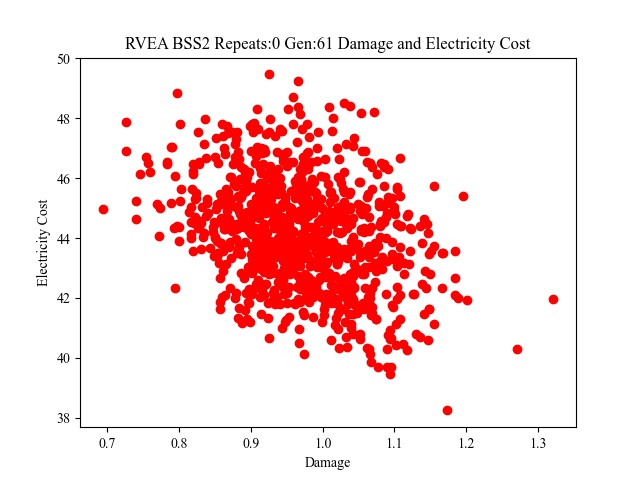 RVEA BSS2 Repeats:0 Gen:61 Damage and Electricity Cost
50
48
46
44
42
40
38
Electricity Cost
0.7 0.8 0.9 1.0 1.1 1.2 1.3
Damage